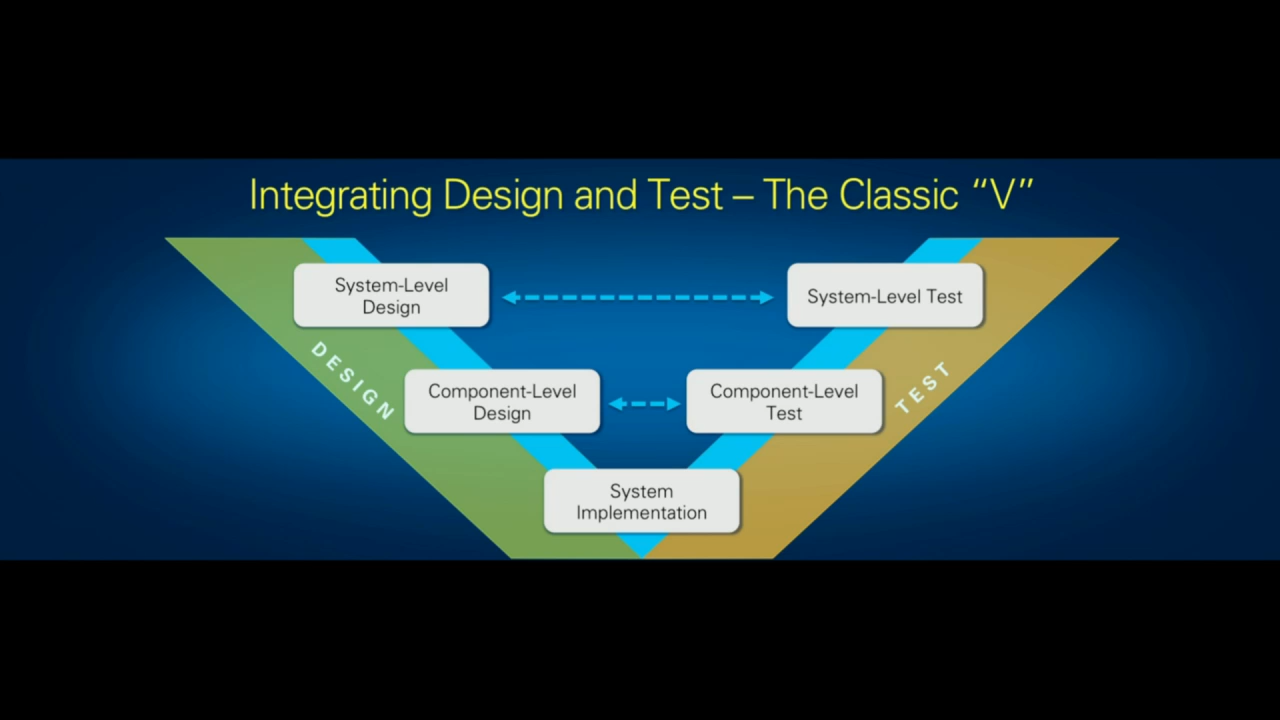 Integrating Design and Test – The Classic “V”
System-Level
Design
System-Level Test
DESIGN
TEST
Component-Level
Design
Component-Level
Test
System
Implementation